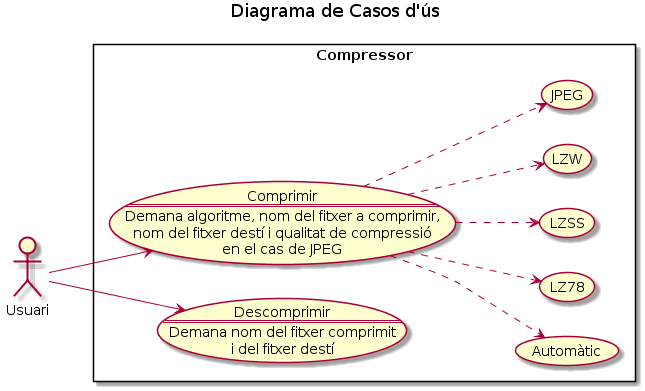 Diagrama de Casos d'ús
Compressor
JPEG
LZW
Comprimir
Demana algoritme, nom del fitxer a comprimir,
nom del fitxer destí i qualitat de compressió
en el cas de JPEG
LZSS
LZ78
Usuari
Descomprimir
Demana nom del fitxer comprimit
i del fitxer destí
Automàtic